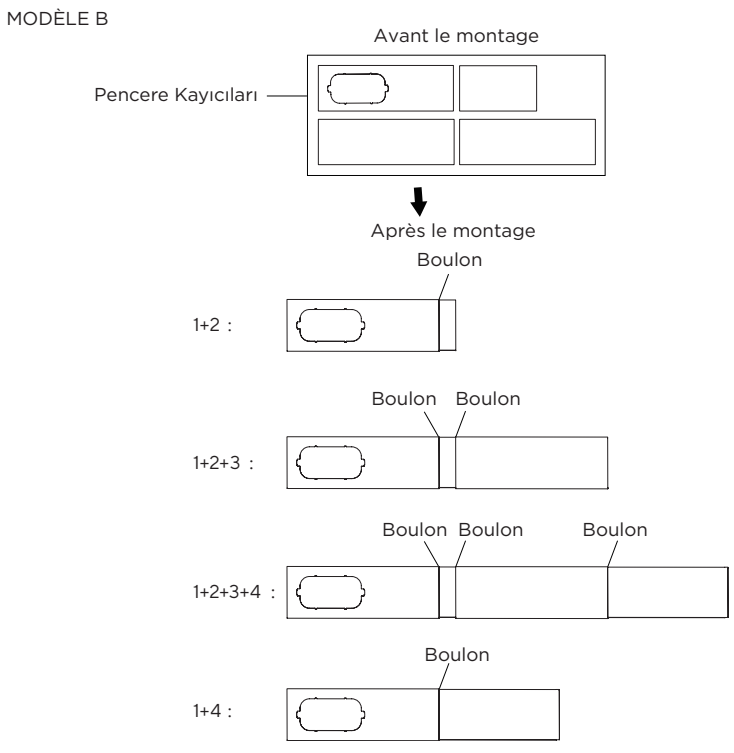 MODÈLE B
Avant le montage
Pencere Kayıcıları
Après le montage
Boulon
1+2 :
Boulon Boulon
1+2+3 :
Boulon Boulon Boulon
1+2+3+4 :
Boulon
1+4 :